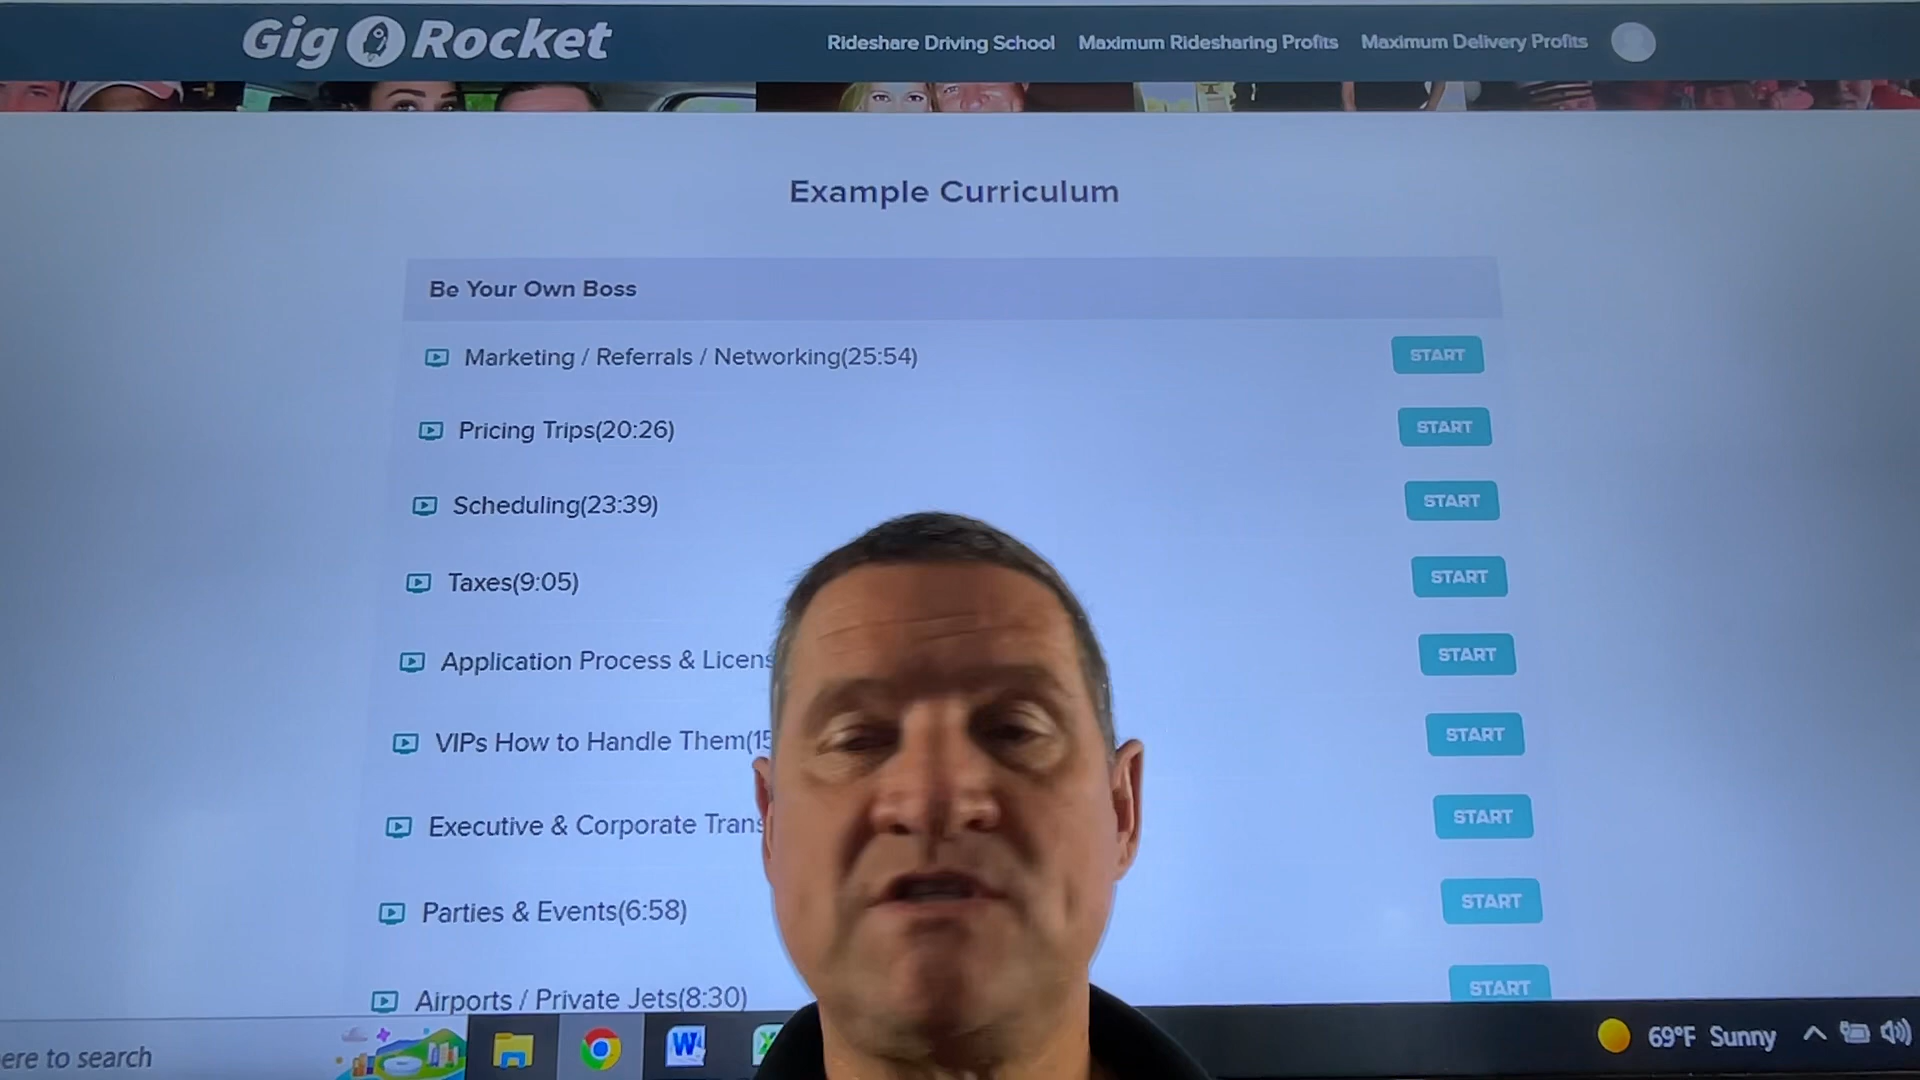 Gig Rocket
Rideshare Driving School Maximum Ridesharing Profits Maximum Delivery Profits
Example Curriculum
Be Your Own Boss
Marketing / Referrals / Networking(25:54) START
Pricing Trips(20:26) START
Scheduling(23:39) START
Taxes(9:05) START
Application Process & Licens START
VIPs How to Handle Them(15 START
Executive & Corporate Trans START
Parties & Events(6:58) START
Airports / Private Jets(8:30) START
ere to search 69°F Sunny